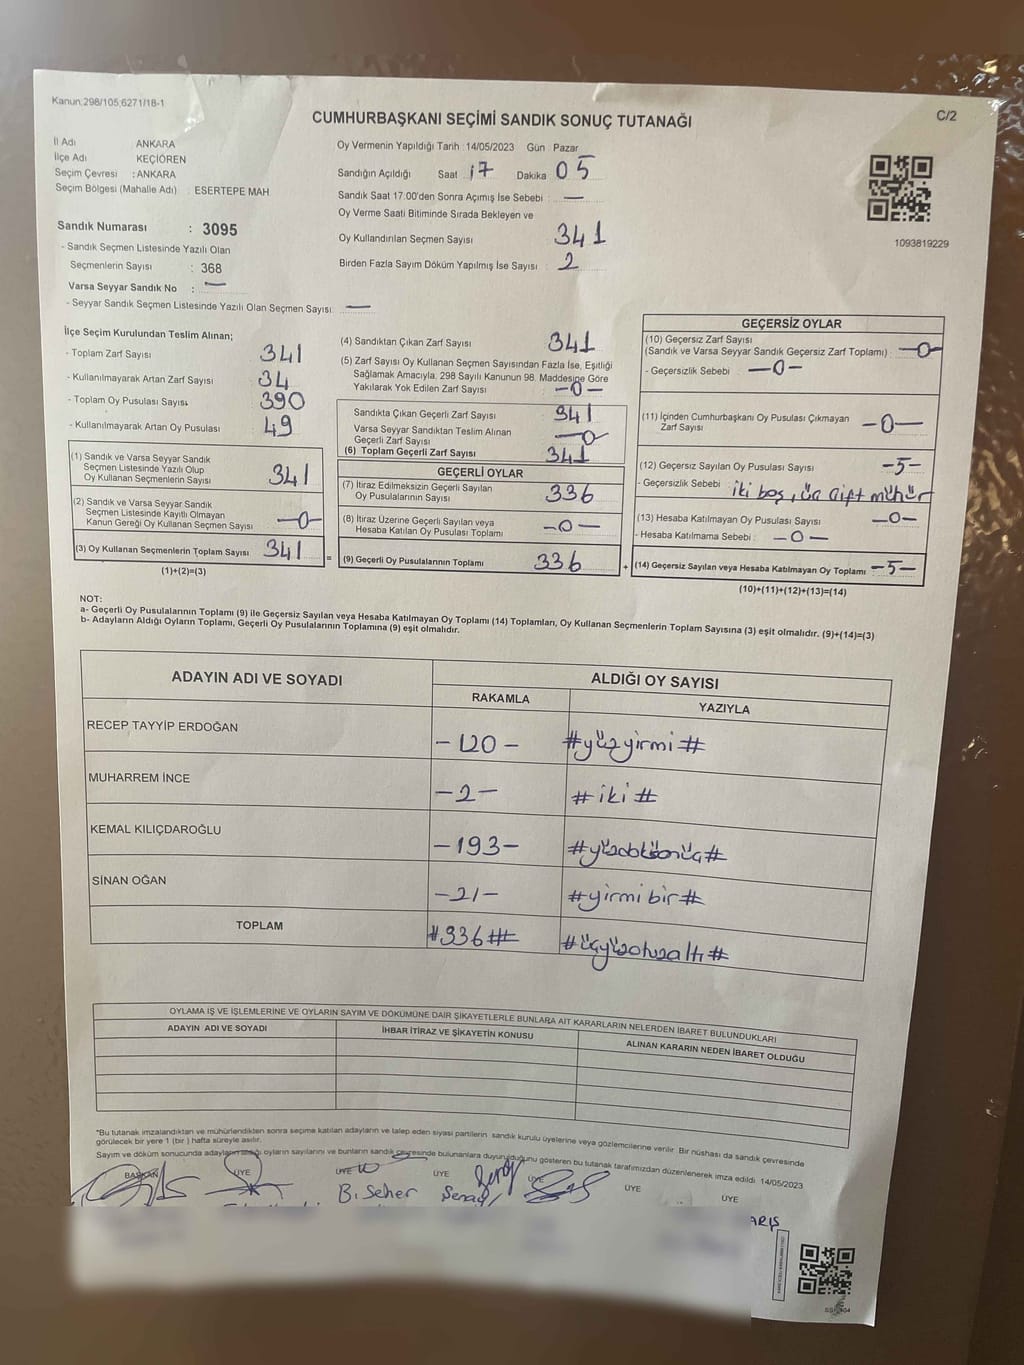 Kanun.298/105;6271/18-1
C/2
CUMHURBAŞKANI SEÇİMİ SANDIK SONUÇ TUTANAĞI
İl Adı ANKARA
İlçe Adı KEÇİÖREN
Seçim Çevresi : ANKARA
Seçim Bölgesi (Mahalle Adı) : ESERTEPE MAH
Sandık Numarası : 3095
- Sandık Seçmen Listesinde Yazılı Olan
Seçmenlerin Sayısı : 368
Varsa Seyyar Sandık No : —
- Seyyar Sandık Seçmen Listesinde Yazılı Olan Seçmen Sayısı: —
Oy Vermenin Yapıldığı Tarih :14/05/2023 Gün : Pazar
Sandığın Açıldığı Saat : 17 Dakika : 05
Sandık Saat 17.00'den Sonra Açımış İse Sebebi : —
Oy Verme Saati Bitiminde Sırada Bekleyen ve
Oy Kullandırılan Seçmen Sayısı : 341
Birden Fazla Sayım Döküm Yapılmış İse Sayısı : 2
1093819229
İlçe Seçim Kurulundan Teslim Alınan;
- Toplam Zarf Sayısı 341
- Kullanılmayarak Artan Zarf Sayısı 34
- Toplam Oy Pusulası Sayısı 390
- Kullanılmayarak Artan Oy Pusulası 49
(1) Sandık ve Varsa Seyyar Sandık
Seçmen Listesinde Yazılı Olup
Oy Kullanan Seçmenlerin Sayısı 341
(2) Sandık ve Varsa Seyyar Sandık
Seçmen Listesinde Kayıtlı Olmayan
Kanun Gereği Oy Kullanan Seçmen Sayısı —0—
(3) Oy Kullanan Seçmenlerin Toplam Sayısı 341
(1)+(2)=(3)
=
(4) Sandıktan Çıkan Zarf Sayısı 341
(5) Zarf Sayısı Oy Kullanan Seçmen Sayısından Fazla İse, Eşitliği
Sağlamak Amacıyla, 298 Sayılı Kanunun 98. Maddesine Göre
Yakılarak Yok Edilen Zarf Sayısı —0—
Sandıkta Çıkan Geçerli Zarf Sayısı 341
Varsa Seyyar Sandıktan Teslim Alınan
Geçerli Zarf Sayısı —0
(6) Toplam Geçerli Zarf Sayısı 341
GEÇERLİ OYLAR
(7) İtiraz Edilmeksizin Geçerli Sayılan
Oy Pusulalarının Sayısı 336
(8) İtiraz Üzerine Geçerli Sayılan veya
Hesaba Katılan Oy Pusulası Toplamı —0—
(9) Geçerli Oy Pusulalarının Toplamı 336
+
GEÇERSİZ OYLAR
(10) Geçersiz Zarf Sayısı
(Sandık ve Varsa Seyyar Sandık Geçersiz Zarf Toplamı) : —0—
- Geçersizlik Sebebi : —0—
(11) İçinden Cumhurbaşkanı Oy Pusulası Çıkmayan
Zarf Sayısı —0—
(12) Geçersiz Sayılan Oy Pusulası Sayısı -5-
- Geçersizlik Sebebi : iki boş, üç çift mühür
(13) Hesaba Katılmayan Oy Pusulası Sayısı —0—
- Hesaba Katılmama Sebebi : —0—
(14) Geçersiz Sayılan veya Hesaba Katılmayan Oy Toplamı -5-
(10)+(11)+(12)+(13)=(14)
NOT:
a- Geçerli Oy Pusulalarının Toplamı (9) ile Geçersiz Sayılan veya Hesaba Katılmayan Oy Toplamı (14) Toplamları, Oy Kullanan Seçmenlerin Toplam Sayısına (3) eşit olmalıdır. (9)+(14)=(3)
b- Adayların Aldığı Oyların Toplamı, Geçerli Oy Pusulalarının Toplamına (9) eşit olmalıdır.
ADAYIN ADI VE SOYADI ALDIĞI OY SAYISI
RAKAMLA YAZIYLA
RECEP TAYYİP ERDOĞAN -120- #yüzyirmi#
MUHARREM İNCE -2- #iki#
KEMAL KILIÇDAROĞLU -193- #yüzdoksanüç#
SİNAN OĞAN -21- #yirmi bir#
TOPLAM #336# #üçyüzotuzaltı#
OYLAMA İŞ VE İŞLEMLERİNE VE OYLARIN SAYIM VE DÖKÜMÜNE DAİR ŞİKAYETLERLE BUNLARA AİT KARARLARIN NELERDEN İBARET BULUNDUKLARI
ADAYIN ADI VE SOYADI İHBAR İTİRAZ VE ŞİKAYETİN KONUSU ALINAN KARARIN NEDEN İBARET OLDUĞU
*Bu tutanak imzalandıktan ve mühürlendikten sonra seçime katılan adayların ve talep eden siyasi partilerin sandık kurulu üyelerine veya gözlemcilerine verilir. Bir nüshası da sandık çevresinde
görülecek bir yere 1 (bir ) hafta süreyle asılır.
Sayım ve döküm sonucunda adayların aldığı oyların sayılarını ve bunların sandık çevresinde bulunanlara duyurulduğunu gösteren bu tutanak tarafımızdan düzenlenerek imza edildi 14/05/2023
BAŞKAN ÜYE ÜYE ÜYE ÜYE ÜYE ÜYE
B. Seher